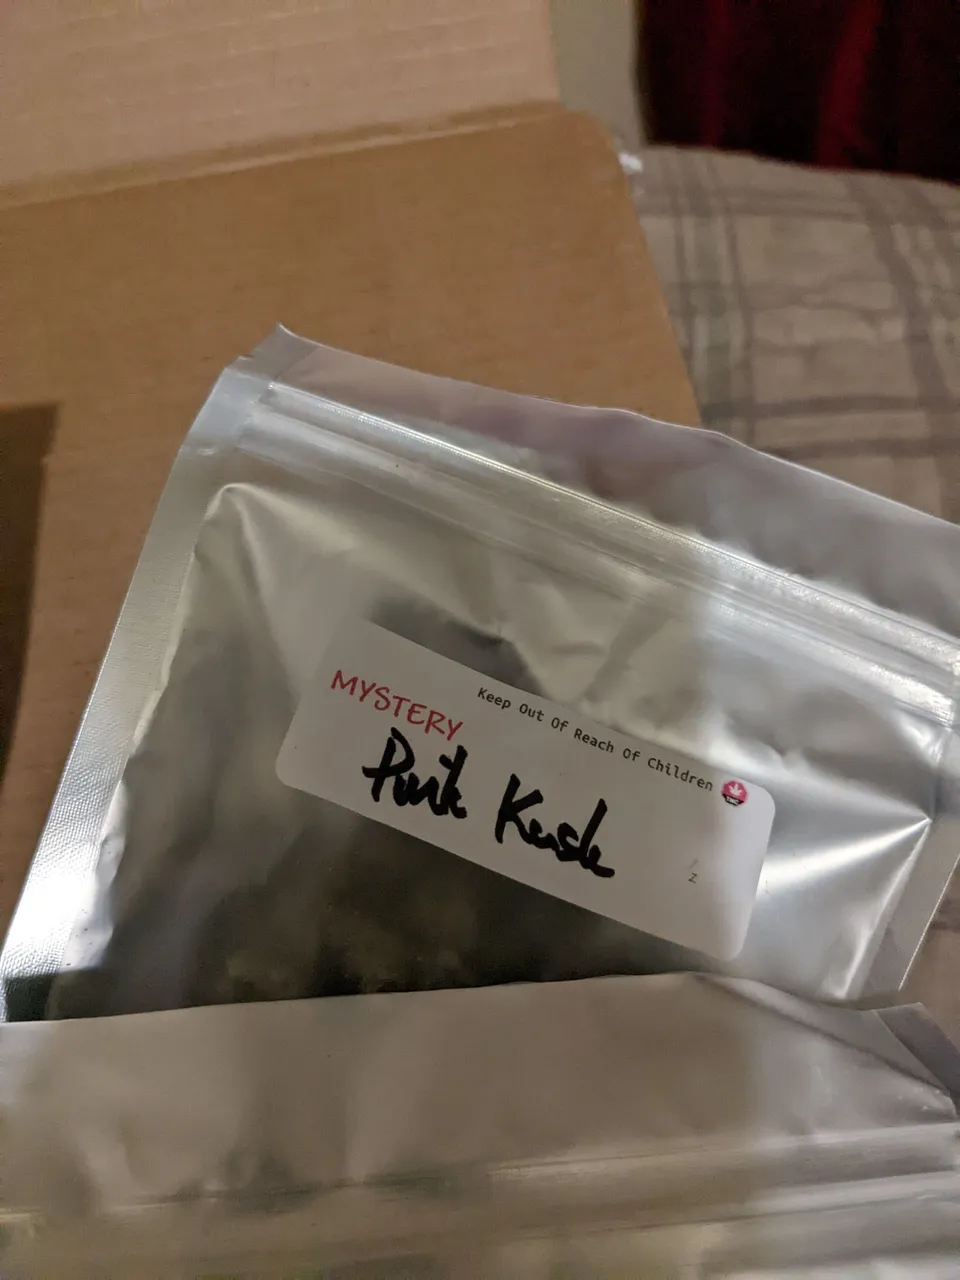 MYSTERY
Keep Out Of Reach Of Children
Pink Kush